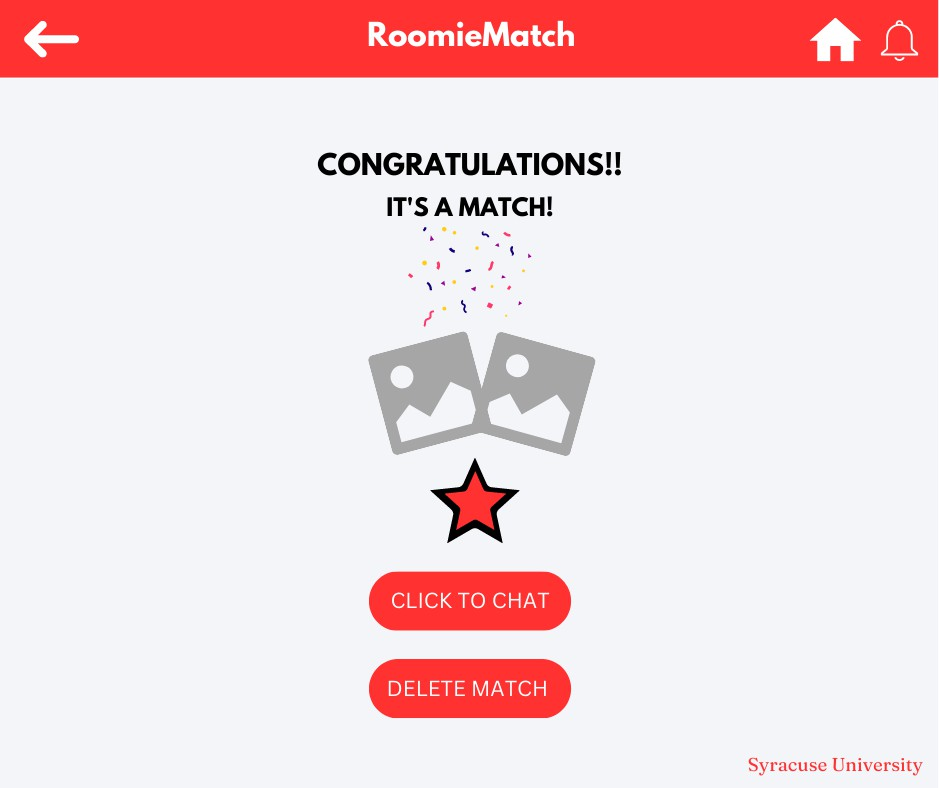 RoomieMatch
CONGRATULATIONS!!
IT'S A MATCH!
CLICK TO CHAT
DELETE MATCH
Syracuse University